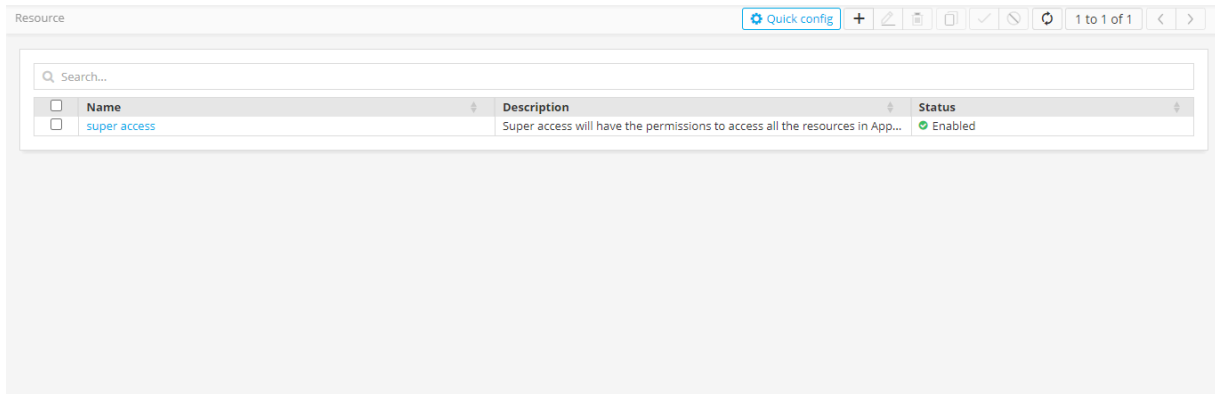 Resource
Quick config
1 to 1 of 1
Search...
Name Description Status
super access Super access will have the permissions to access all the resources in App... Enabled